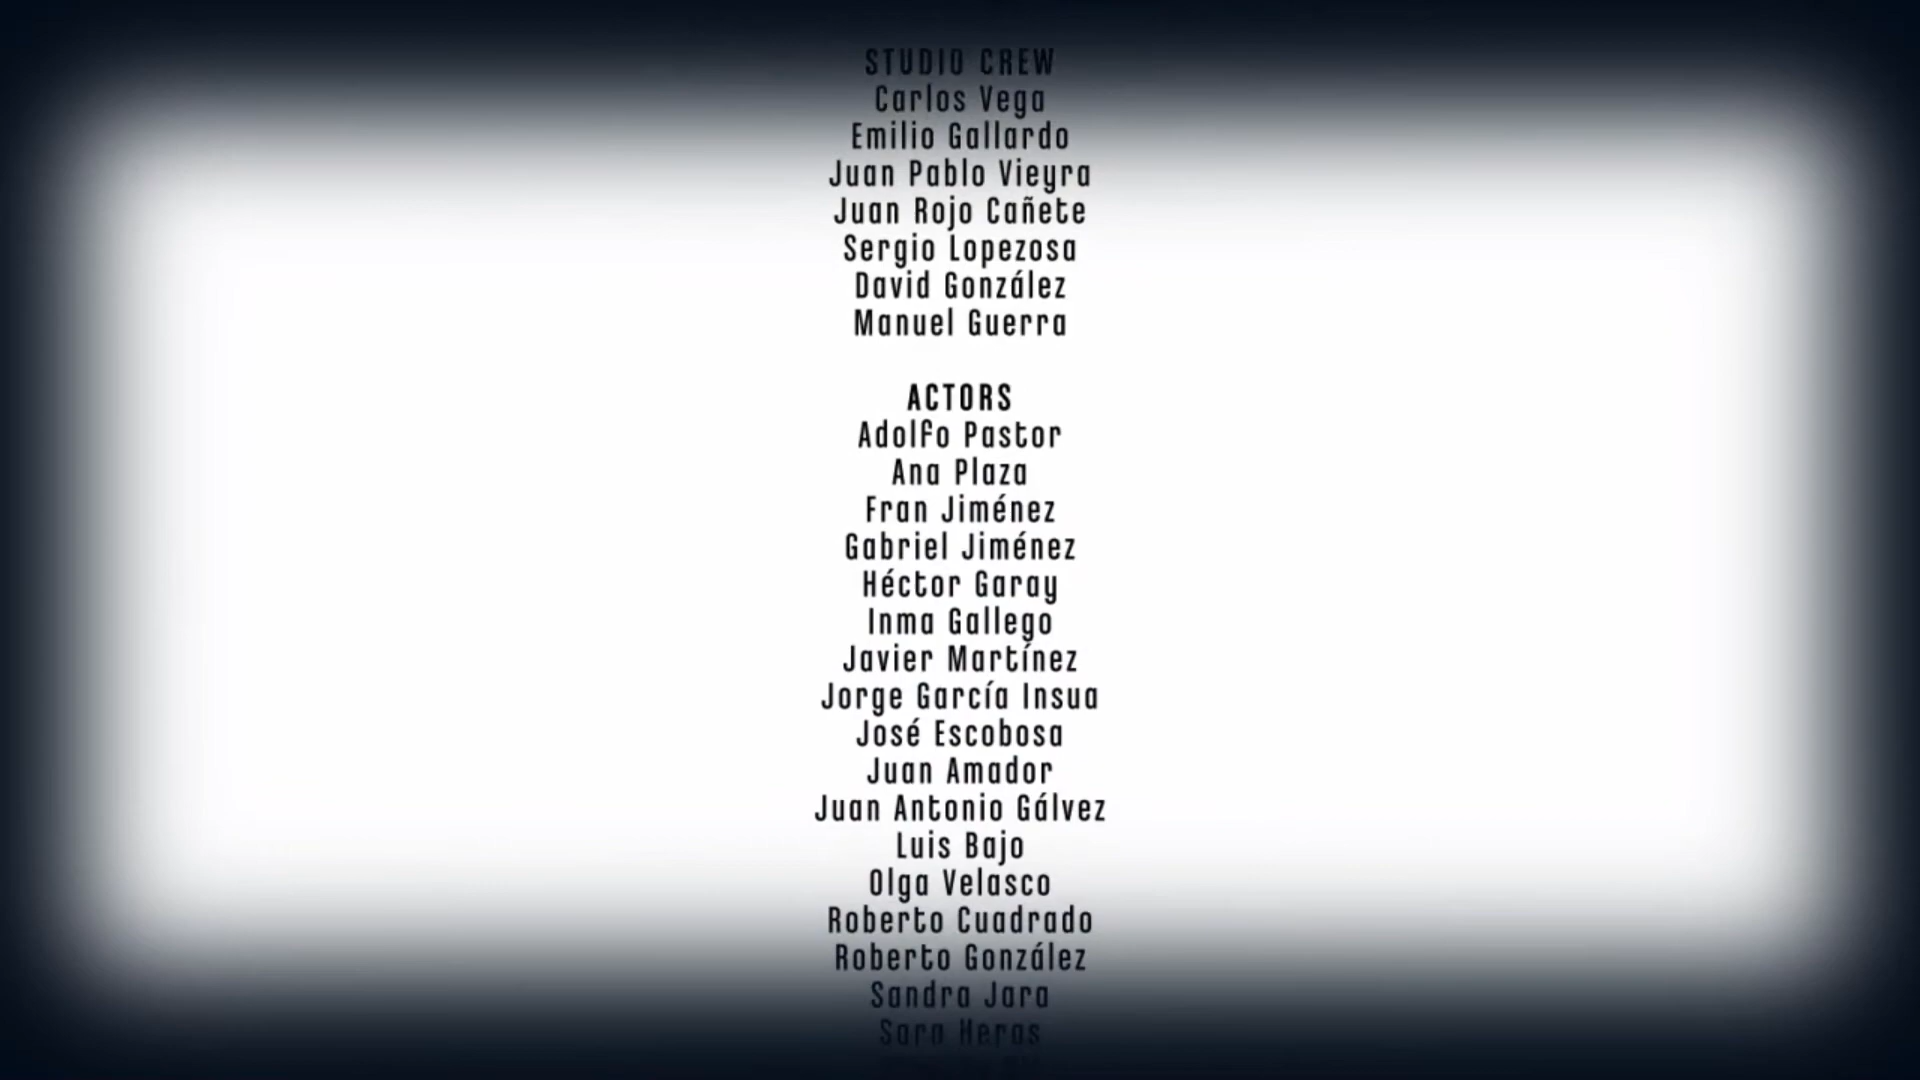 STUDIO CREW
Carlos Vega
Emilio Gallardo
Juan Pablo Vieyra
Juan Rojo Cañete
Sergio Lopezosa
David González
Manuel Guerra
ACTORS
Adolfo Pastor
Ana Plaza
Fran Jiménez
Gabriel Jiménez
Héctor Garay
Inma Gallego
Javier Martínez
Jorge García Insua
José Escobosa
Juan Amador
Juan Antonio Gálvez
Luis Bajo
Olga Velasco
Roberto Cuadrado
Roberto González
Sandra Jara
Sara Heras